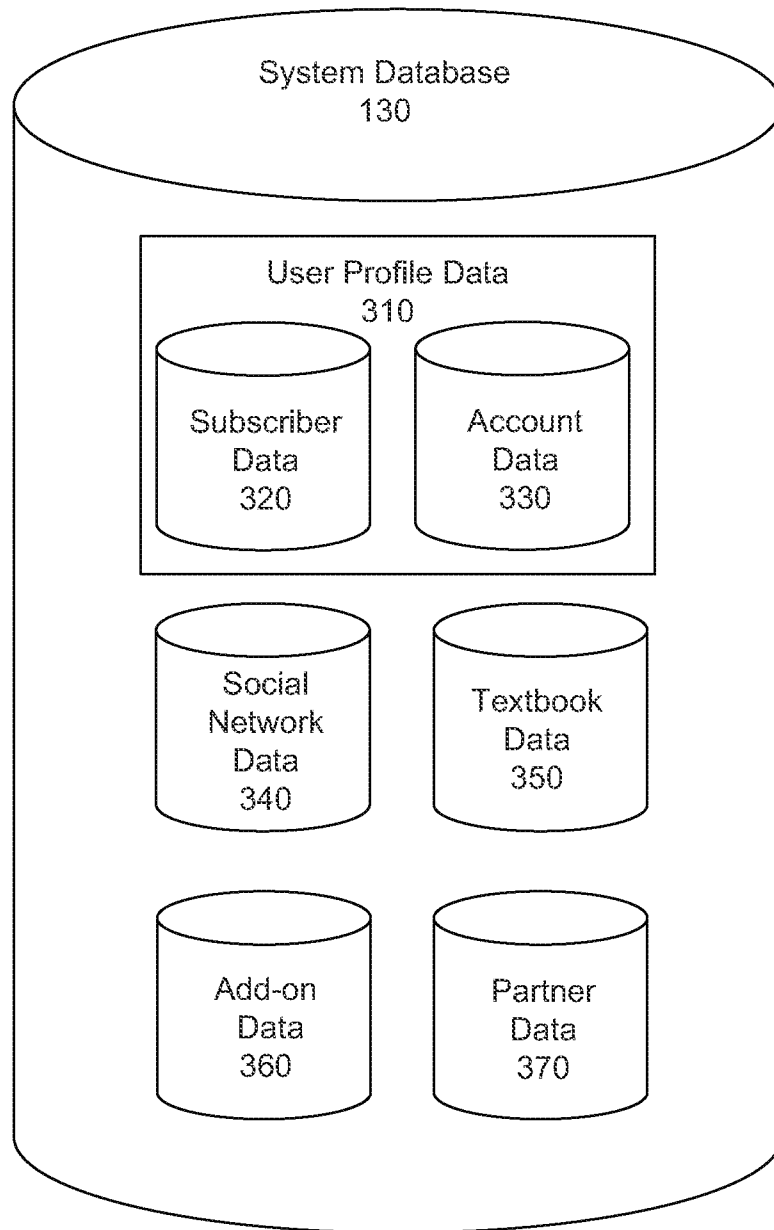 System Database
130
User Profile Data
310
Subscriber
Data
320
Account
Data
330
Social
Network
Data
340
Textbook
Data
350
Add-on
Data
360
Partner
Data
370